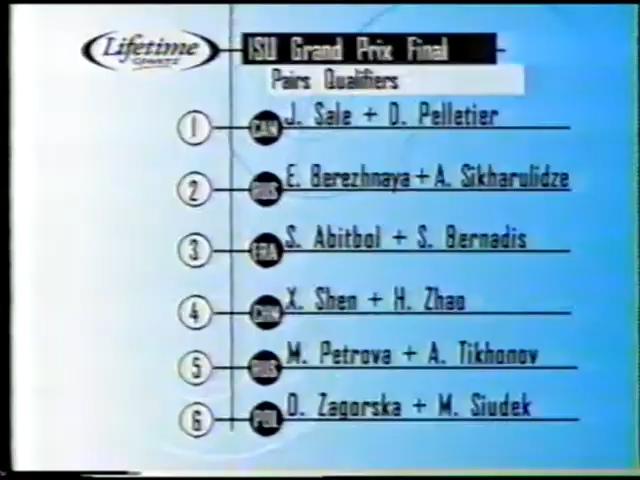 Lifetime
SPORTS
ISU Grand Prix Final
Pairs Qualifiers
1 CAN J. Sale + D. Pelletier
2 RUS E. Berezhnaya + A. Sikharulidze
3 FRA S. Abitbol + S. Bernadis
4 CHN X. Shen + H. Zhao
5 RUS M. Petrova + A. Tikhonov
6 POL D. Zagorska + M. Siudek